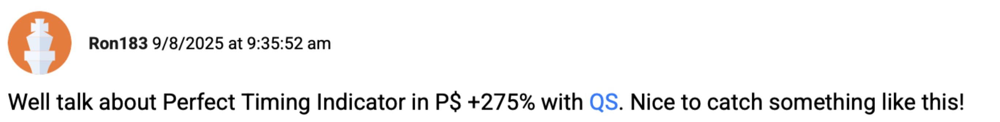 Ron183 9/8/2025 at 9:35:52 am
Well talk about Perfect Timing Indicator in P$ +275% with QS. Nice to catch something like this!